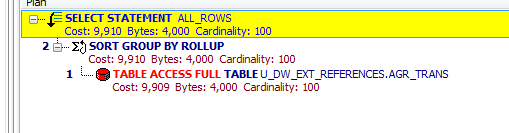 Plan
SELECT STATEMENT ALL_ROWS
Cost: 9,910 Bytes: 4,000 Cardinality: 100
2 SORT GROUP BY ROLLUP
Cost: 9,910 Bytes: 4,000 Cardinality: 100
1 TABLE ACCESS FULL TABLE U_DW_EXT_REFERENCES.AGR_TRANS
Cost: 9,909 Bytes: 4,000 Cardinality: 100